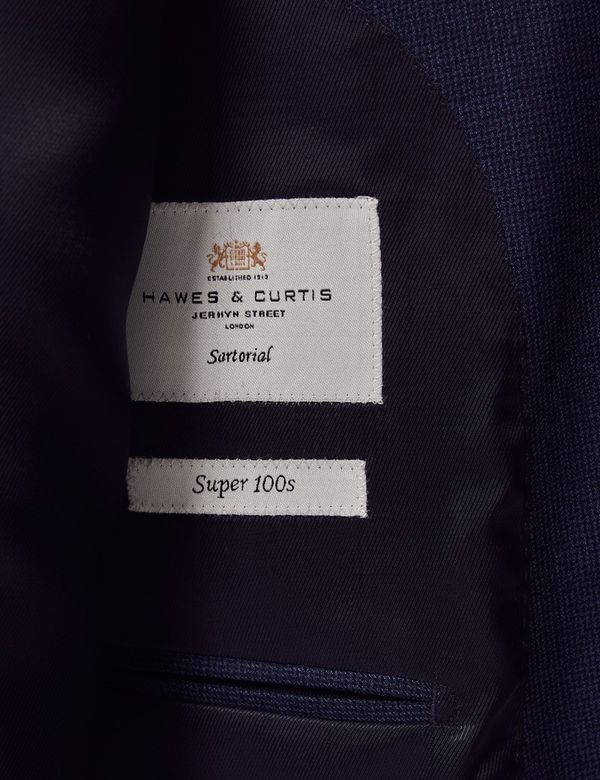 ESTABLISHED 1913
HAWES & CURTIS
JERMYN STREET
LONDON
Sartorial
Super 100s